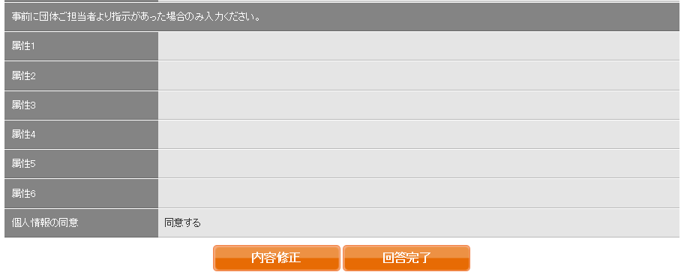 事前に団体ご担当者より指示があった場合のみ入力ください。
属性1
属性2
属性3
属性4
属性5
属性6
個人情報の同意 同意する
内容修正 回答完了